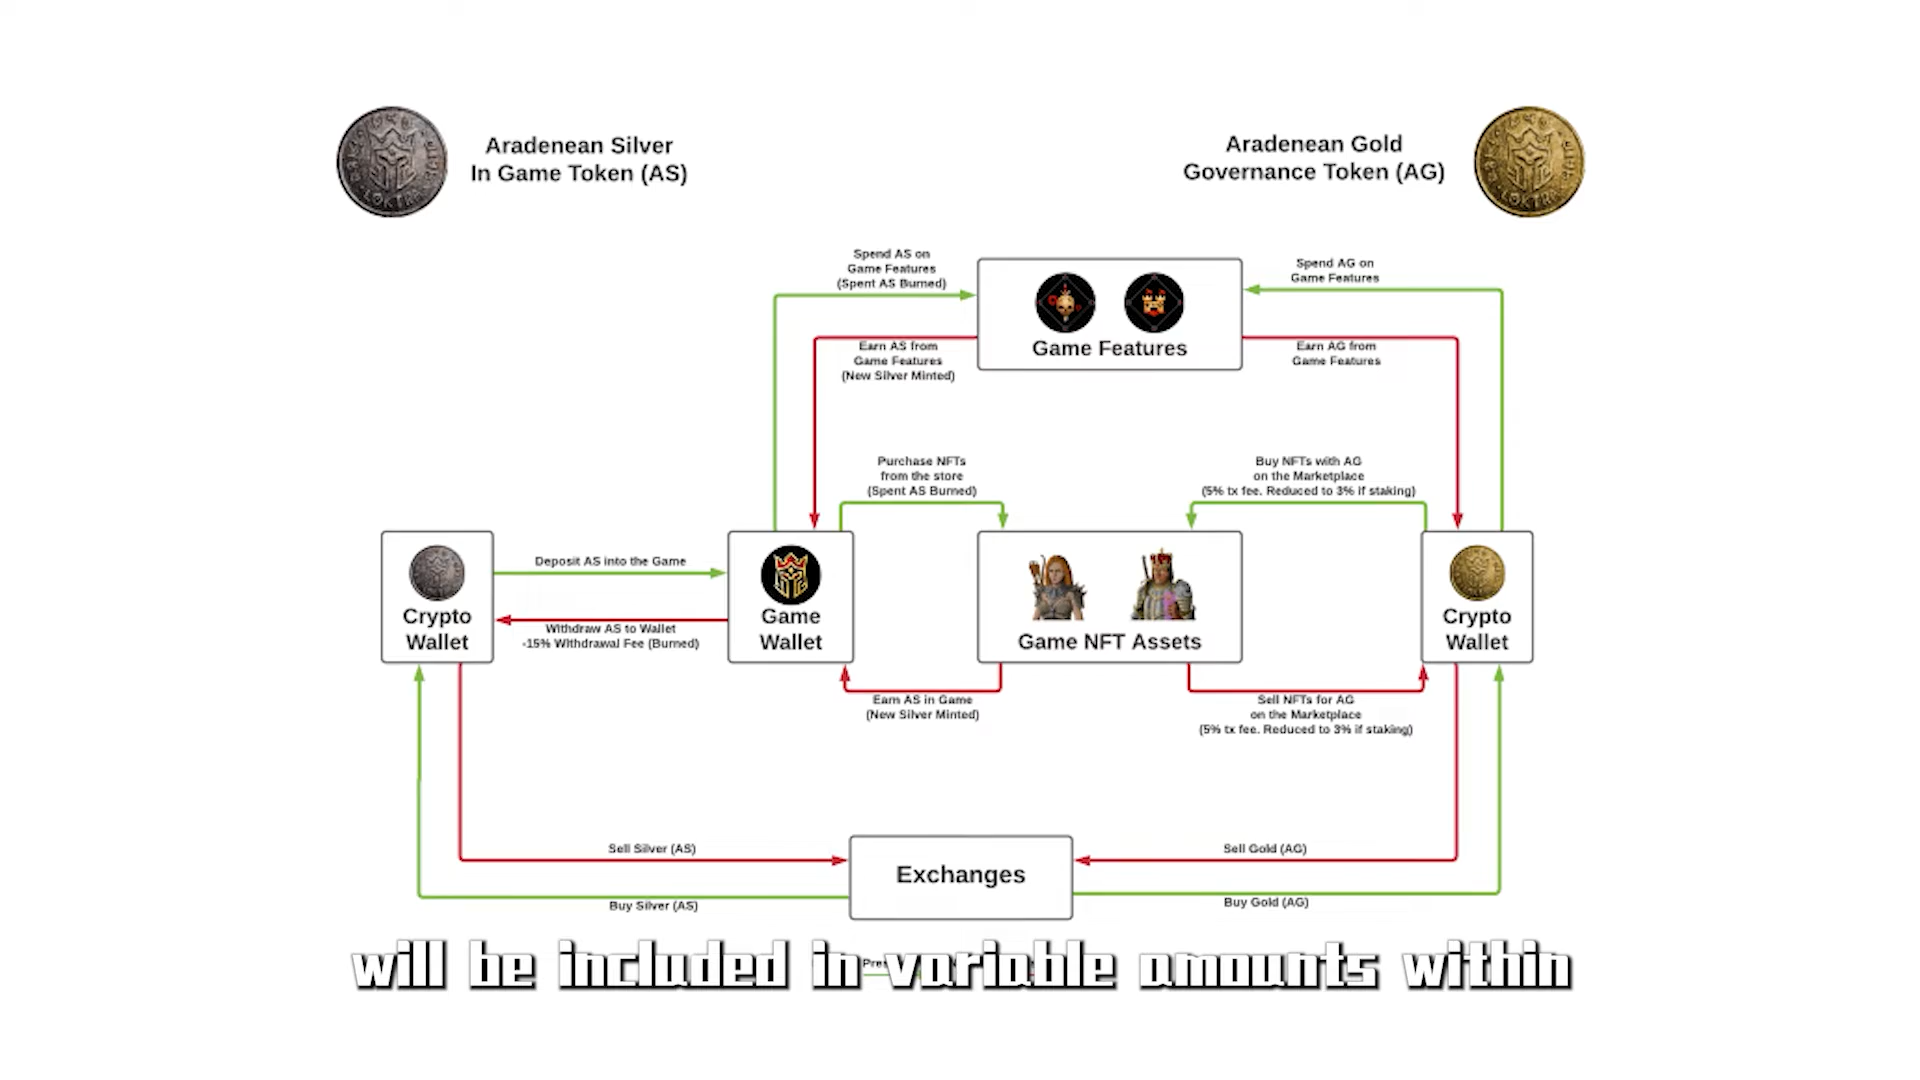 Aradenean Silver
In Game Token (AS)
Aradenean Gold
Governance Token (AG)
Spend AS on
Game Features
(Spent AS Burned)
Spend AG on
Game Features
Game Features
Earn AS from
Game Features
(New Silver Minted)
Earn AG from
Game Features
Purchase NFTs
from the store
(Spent AS Burned)
Buy NFTs with AG
on the Marketplace
(5% tx fee. Reduced to 3% if staking)
Deposit AS into the Game
Crypto
Wallet
Withdraw AS to Wallet
-15% Withdrawal Fee (Burned)
Game
Wallet
Game NFT Assets
Crypto
Wallet
Earn AS in Game
(New Silver Minted)
Sell NFTs for AG
on the Marketplace
(5% tx fee. Reduced to 3% if staking)
Sell Silver (AS)
Sell Gold (AG)
Exchanges
Buy Silver (AS)
Buy Gold (AG)
will be included in variable amounts within